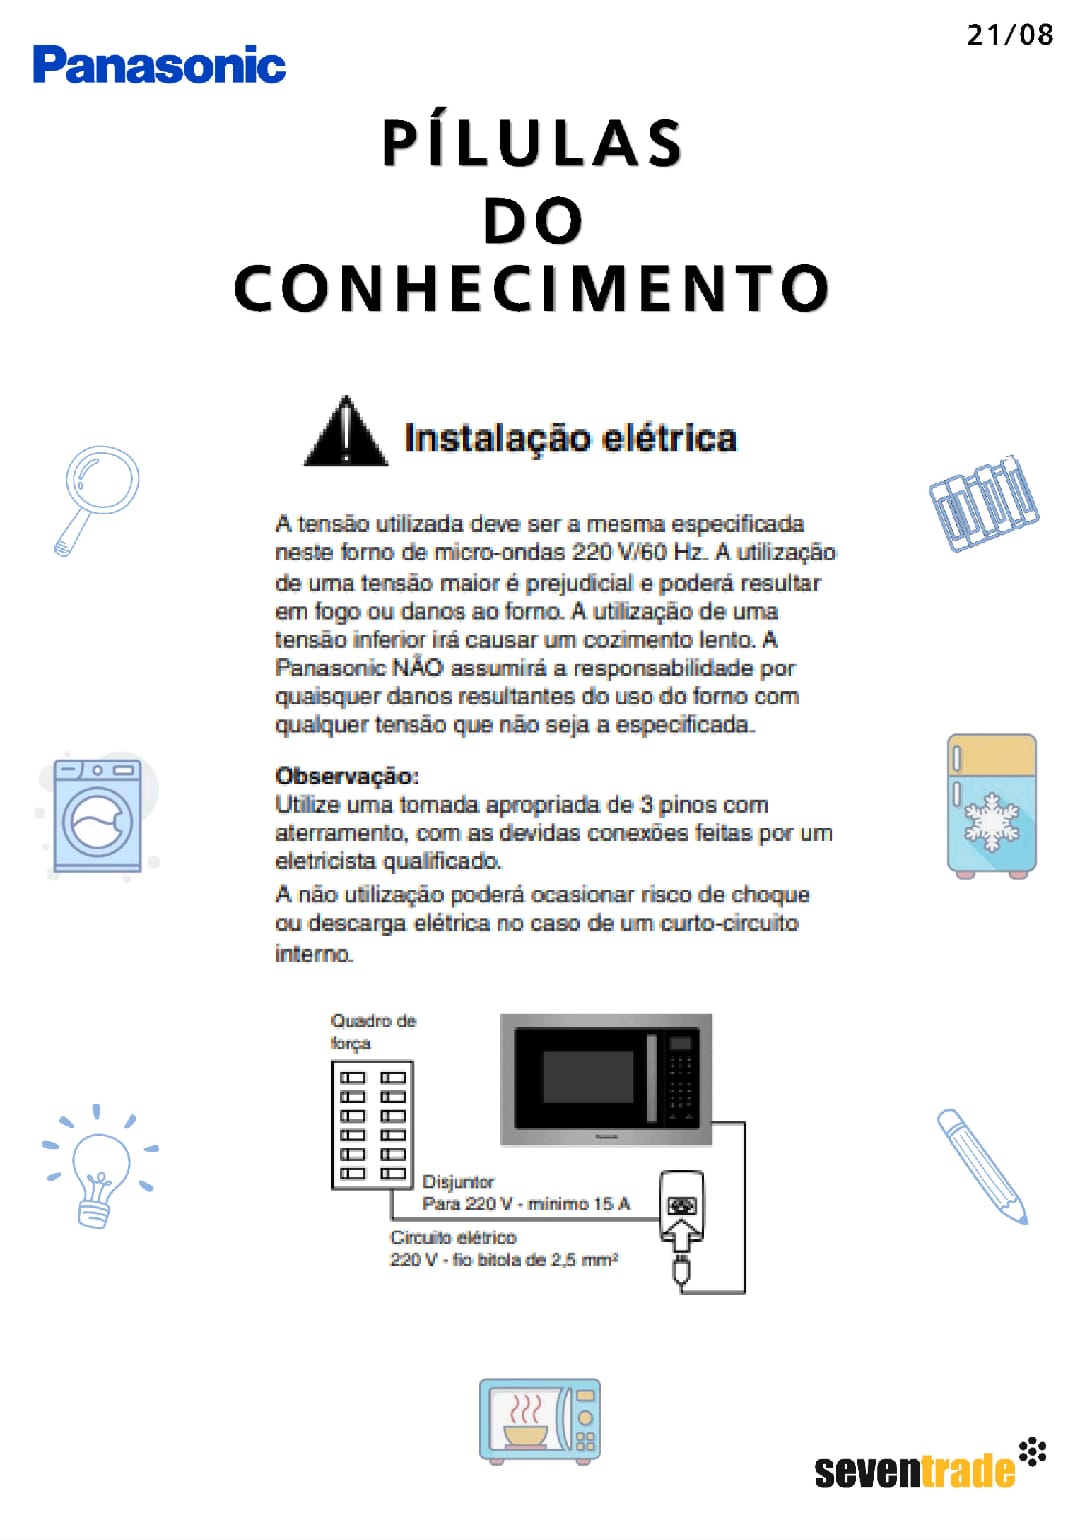 21/08
Panasonic
PÍLULAS
DO
CONHECIMENTO
Instalação elétrica
A tensão utilizada deve ser a mesma especificada
neste forno de micro-ondas 220 V/60 Hz. A utilização
de uma tensão maior é prejudicial e poderá resultar
em fogo ou danos ao forno. A utilização de uma
tensão inferior irá causar um cozimento lento. A
Panasonic NÃO assumirá a responsabilidade por
quaisquer danos resultantes do uso do forno com
qualquer tensão que não seja a especificada.
Observação:
Utilize uma tomada apropriada de 3 pinos com
aterramento, com as devidas conexões feitas por um
eletricista qualificado.
A não utilização poderá ocasionar risco de choque
ou descarga elétrica no caso de um curto-circuito
interno.
Quadro de
força
Panasonic
Disjuntor
Para 220 V - mínimo 15 A
Circuito elétrico
220 V - fio bitola de 2,5 mm²
seventrade